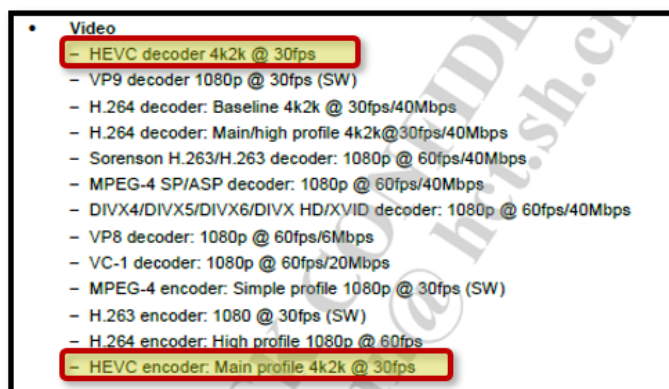 • Video
– HEVC decoder 4k2k @ 30fps
– VP9 decoder 1080p @ 30fps (SW)
– H.264 decoder: Baseline 4k2k @ 30fps/40Mbps
– H.264 decoder: Main/high profile 4k2k@30fps/40Mbps
– Sorenson H.263/H.263 decoder: 1080p @ 60fps/40Mbps
– MPEG-4 SP/ASP decoder: 1080p @ 60fps/40Mbps
– DIVX4/DIVX5/DIVX6/DIVX HD/XVID decoder: 1080p @ 60fps/40Mbps
– VP8 decoder: 1080p @ 60fps/6Mbps
– VC-1 decoder: 1080p @ 60fps/20Mbps
– MPEG-4 encoder: Simple profile 1080p @ 30fps (SW)
– H.263 encoder: 1080 @ 30fps (SW)
– H.264 encoder: High profile 1080p @ 60fps
– HEVC encoder: Main profile 4k2k @ 30fps